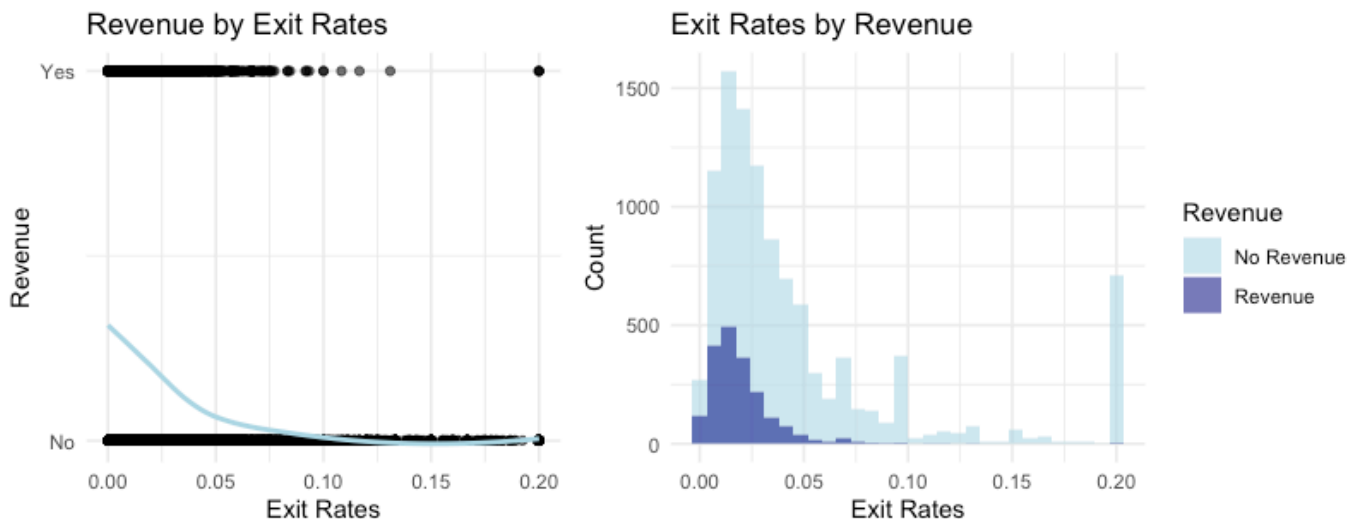 Revenue by Exit Rates
Yes
Revenue
No
0.00 0.05 0.10 0.15 0.20
Exit Rates
Exit Rates by Revenue
1500
1000
Count
500
0
0.00 0.05 0.10 0.15 0.20
Exit Rates
Revenue
No Revenue
Revenue